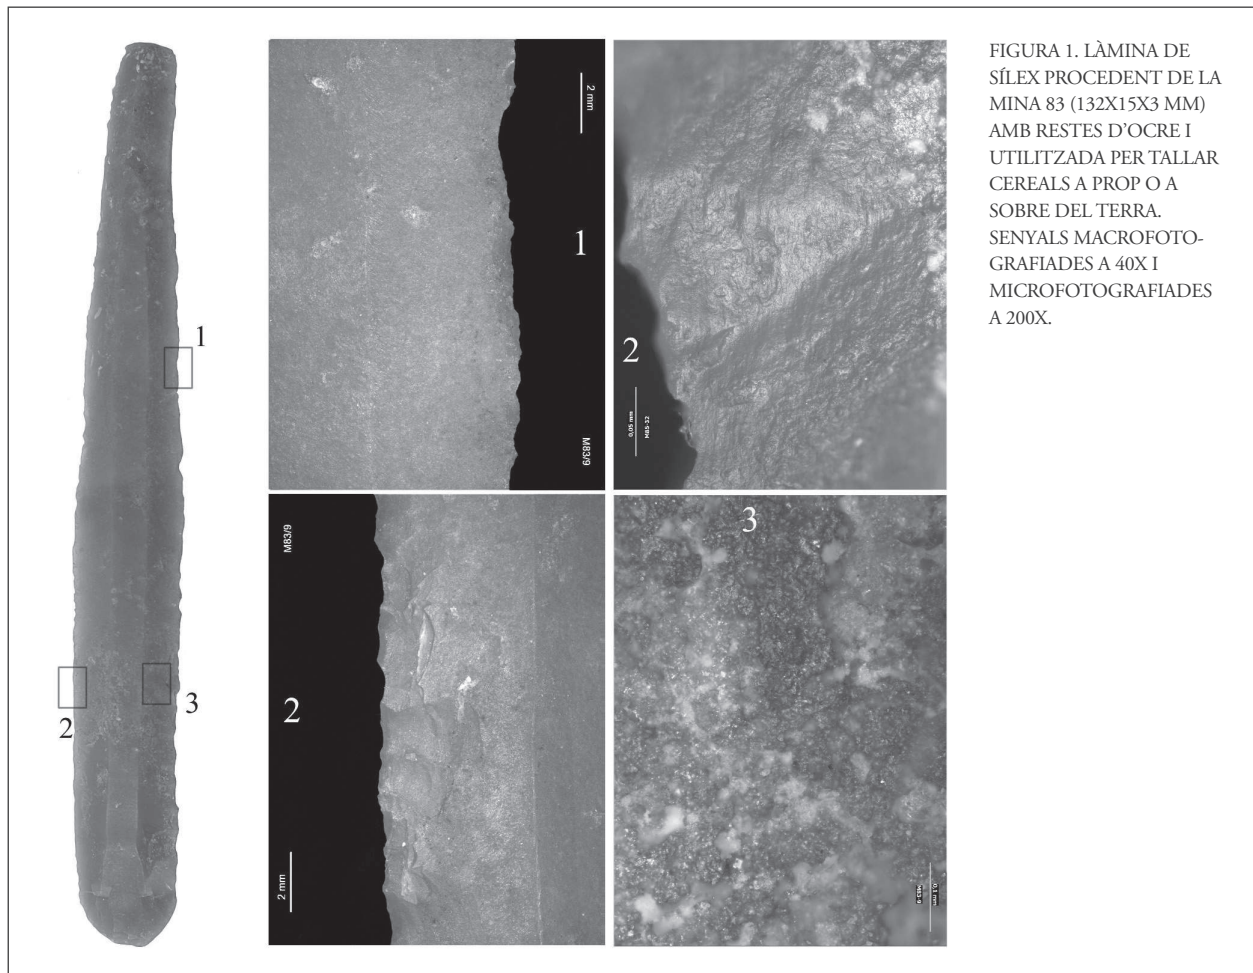 1
2
3
2 mm
1
M83/9
2
0,05 mm
M85-32
M83/9
2
2 mm
3
0,1 mm
M83-9
FIGURA 1. LÀMINA DE
SÍLEX PROCEDENT DE LA
MINA 83 (132X15X3 MM)
AMB RESTES D'OCRE I
UTILITZADA PER TALLAR
CEREALS A PROP O A
SOBRE DEL TERRA.
SENYALS MACROFOTO-
GRAFIADES A 40X I
MICROFOTOGRAFIADES
A 200X.